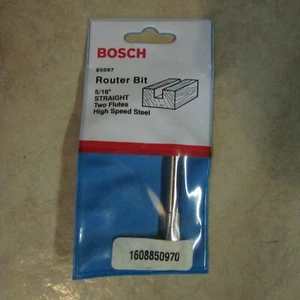 BOSCH
85097
Router Bit
5/16"
STRAIGHT
Two Flutes
High Speed Steel
1608850970